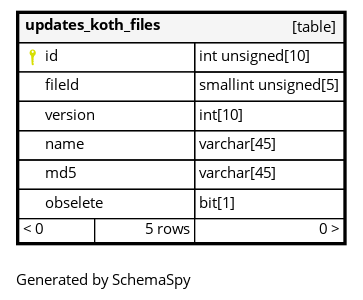 updates_koth_files [table]
id int unsigned[10]
fileId smallint unsigned[5]
version int[10]
name varchar[45]
md5 varchar[45]
obselete bit[1]
< 0 5 rows 0 >
Generated by SchemaSpy